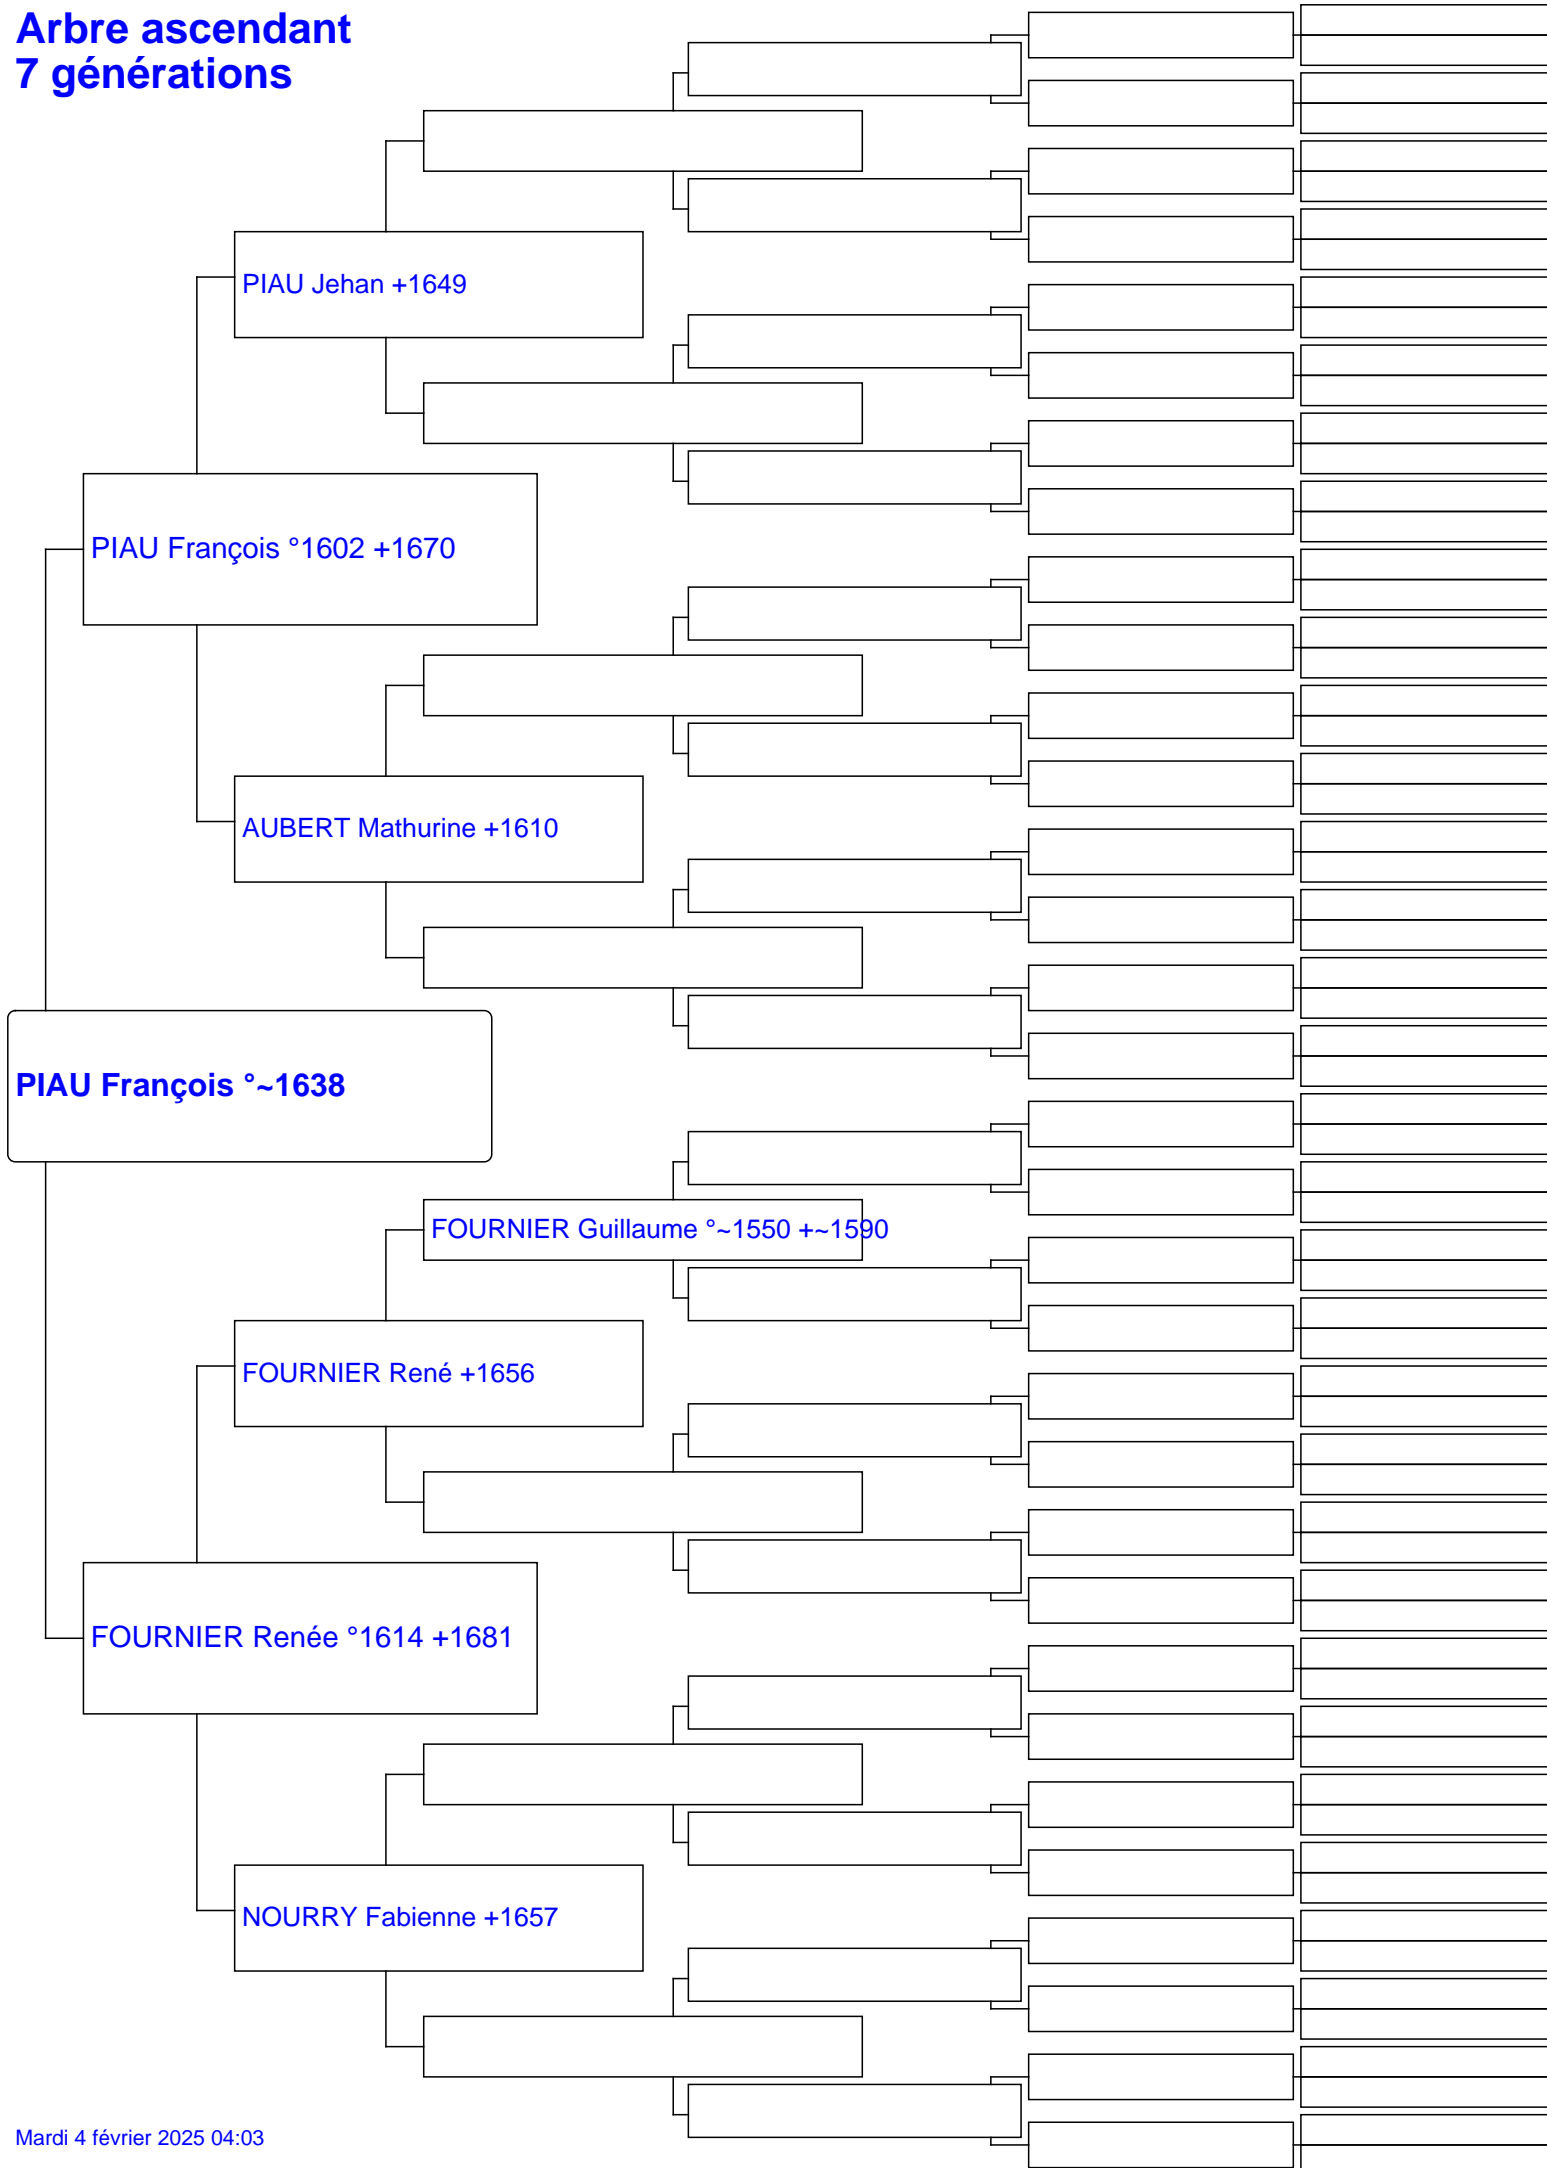 Arbre ascendant
7 générations
PIAU Jehan +1649
PIAU François °1602 +1670
AUBERT Mathurine +1610
PIAU François °~1638
FOURNIER Guillaume °~1550 +~1590
FOURNIER René +1656
FOURNIER Renée °1614 +1681
NOURRY Fabienne +1657
Mardi 4 février 2025 04:03